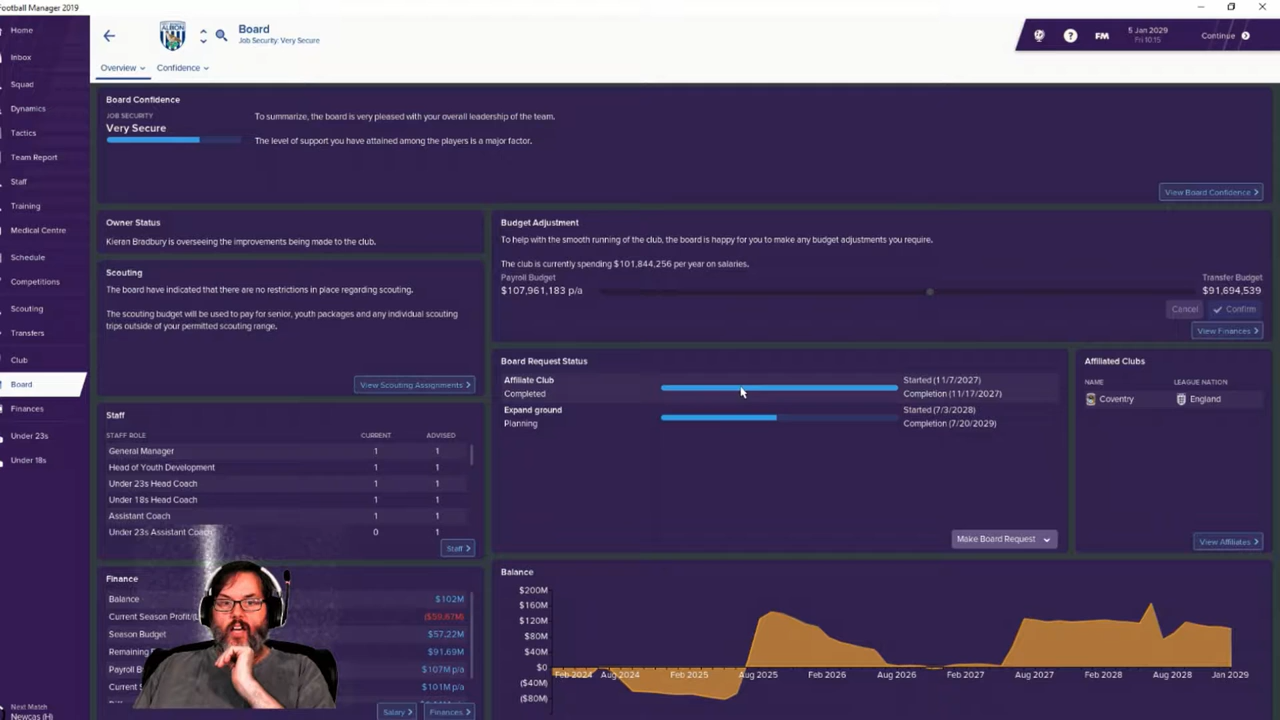 Football Manager 2019
Home
Inbox
Squad
Dynamics
Tactics
Team Report
Staff
Training
Medical Centre
Schedule
Competitions
Scouting
Transfers
Club
Board
Finances
Under 23s
Under 18s
Next Match
Newcas (H)
ALBION
Board
Job Security: Very Secure
FM
5 Jan 2029
Fri 10:15
Continue
Overview
Confidence
Board Confidence
JOB SECURITY
Very Secure
To summarize, the board is very pleased with your overall leadership of the team.
The level of support you have attained among the players is a major factor.
View Board Confidence
Owner Status
Kieran Bradbury is overseeing the improvements being made to the club.
Scouting
The board have indicated that there are no restrictions in place regarding scouting.
The scouting budget will be used to pay for senior, youth packages and any individual scouting
trips outside of your permitted scouting range.
View Scouting Assignments
Budget Adjustment
To help with the smooth running of the club, the board is happy for you to make any budget adjustments you require.
The club is currently spending $101,844,256 per year on salaries.
Payroll Budget
$107,961,183 p/a
Transfer Budget
$91,694,539
Cancel
Confirm
View Finances
Board Request Status
Affiliate Club
Completed
Started (11/7/2027)
Completion (11/17/2027)
Expand ground
Planning
Started (7/3/2028)
Completion (7/20/2029)
Make Board Request
Affiliated Clubs
NAME LEAGUE NATION
Coventry England
View Affiliates
Staff
STAFF ROLE CURRENT ADVISED
General Manager 1 1
Head of Youth Development 1 1
Under 23s Head Coach 1 1
Under 18s Head Coach 1 1
Assistant Coach 1 1
Under 23s Assistant Coach 0 1
Staff
Finance
Balance $102M
Current Season Profit/(L ($59.67M)
Season Budget $57.22M
Remaining $91.69M
Payroll B $107M p/a
Current $101M p/a
Salary
Finances
Balance
$200M
$160M
$120M
$80M
$40M
$0
($40M)
($80M)
Feb 2024 Aug 2024 Feb 2025 Aug 2025 Feb 2026 Aug 2026 Feb 2027 Aug 2027 Feb 2028 Aug 2028 Jan 2029